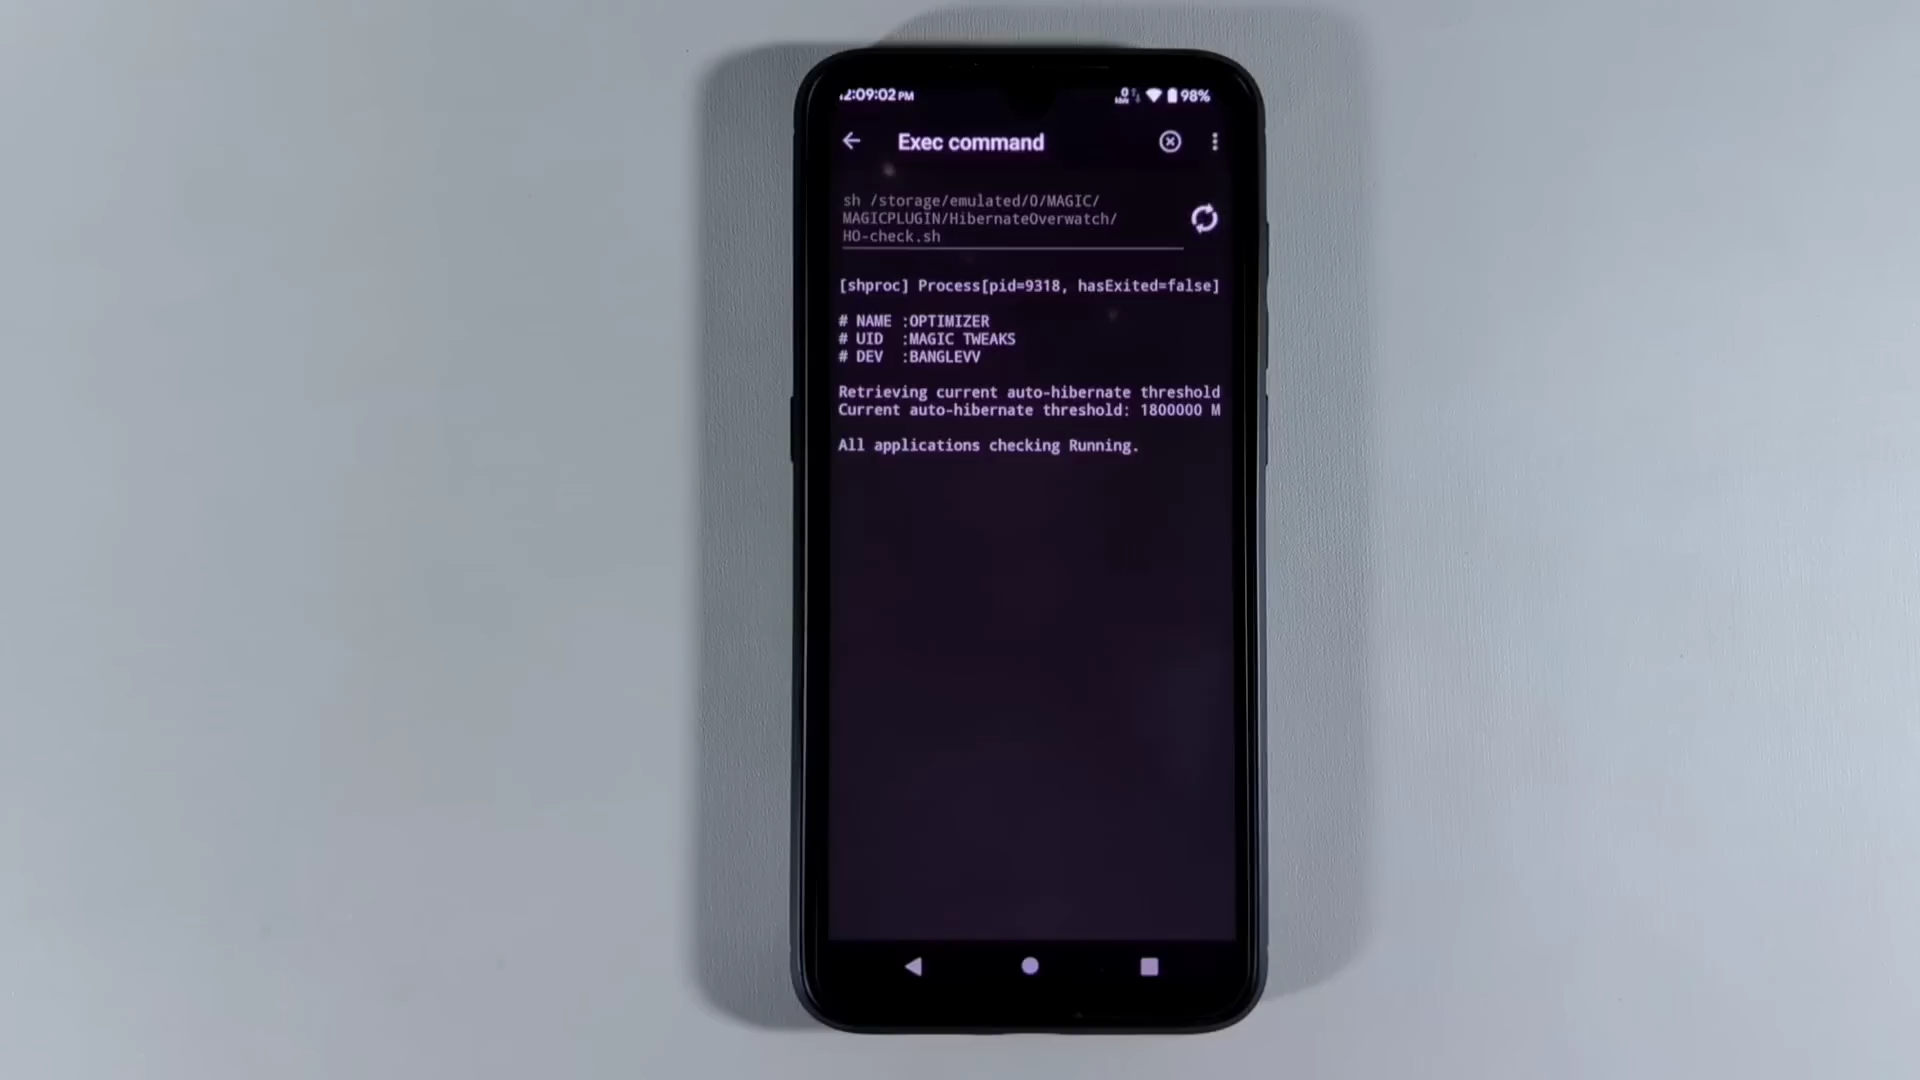 2:09:02 PM
0
98%
Exec command
sh /storage/emulated/0/MAGIC/
MAGICPLUGIN/HibernateOverwatch/
HO-check.sh
[shproc] Process[pid=9318, hasExited=false]
# NAME :OPTIMIZER
# UID :MAGIC TWEAKS
# DEV :BANGLEVV
Retrieving current auto-hibernate threshold
Current auto-hibernate threshold: 1800000 M
All applications checking Running.